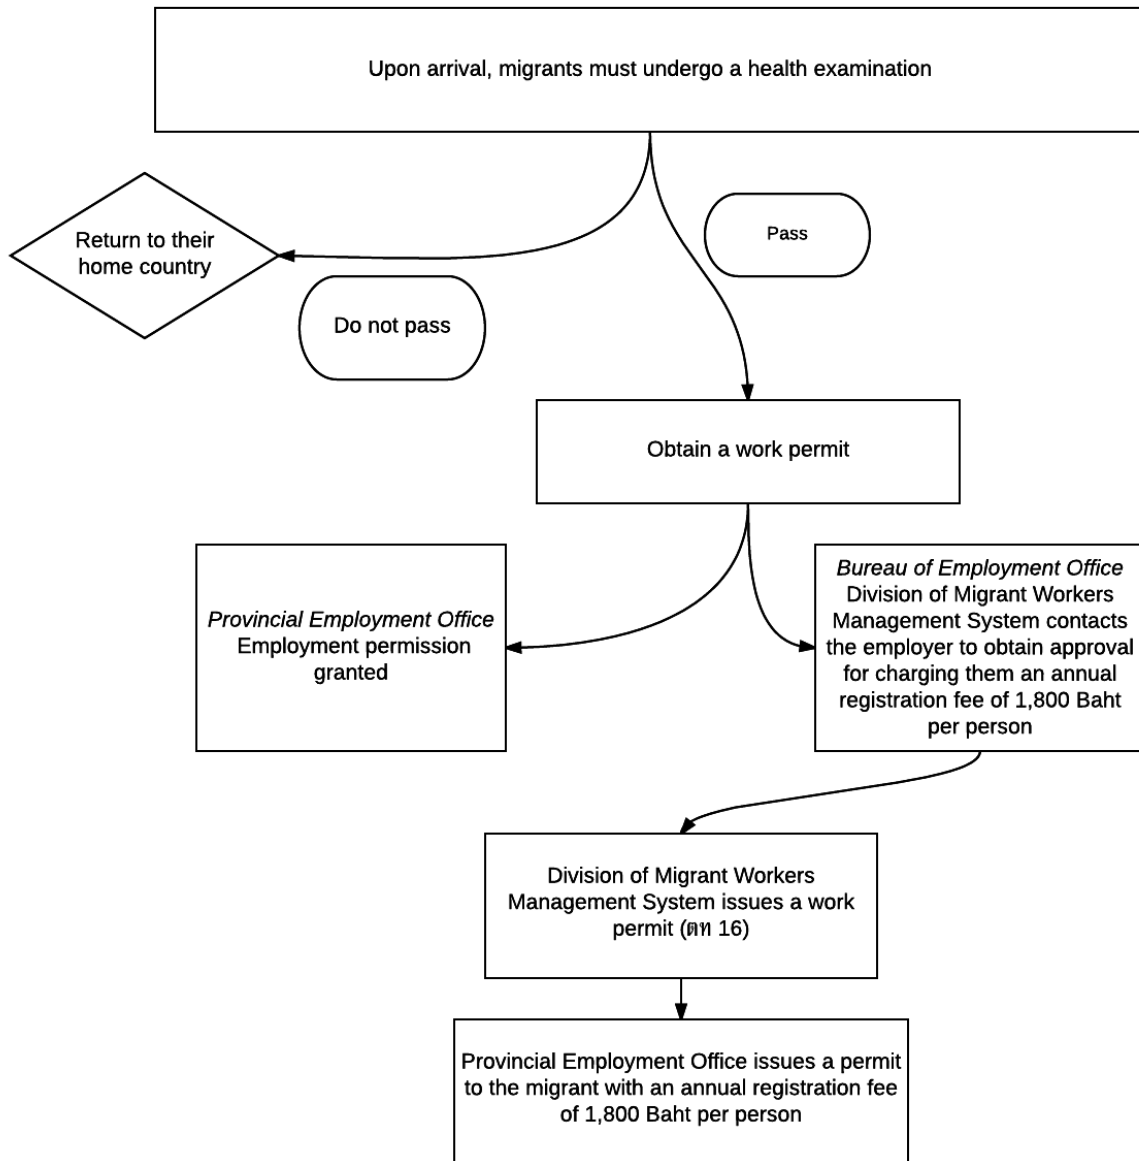 Upon arrival, migrants must undergo a health examination
Pass
Return to their
home country
Do not pass
Obtain a work permit
Provincial Employment Office
Employment permission
granted
Bureau of Employment Office
Division of Migrant Workers
Management System contacts
the employer to obtain approval
for charging them an annual
registration fee of 1,800 Baht
per person
Division of Migrant Workers
Management System issues a work
permit (ตท 16)
Provincial Employment Office issues a permit
to the migrant with an annual registration fee
of 1,800 Baht per person